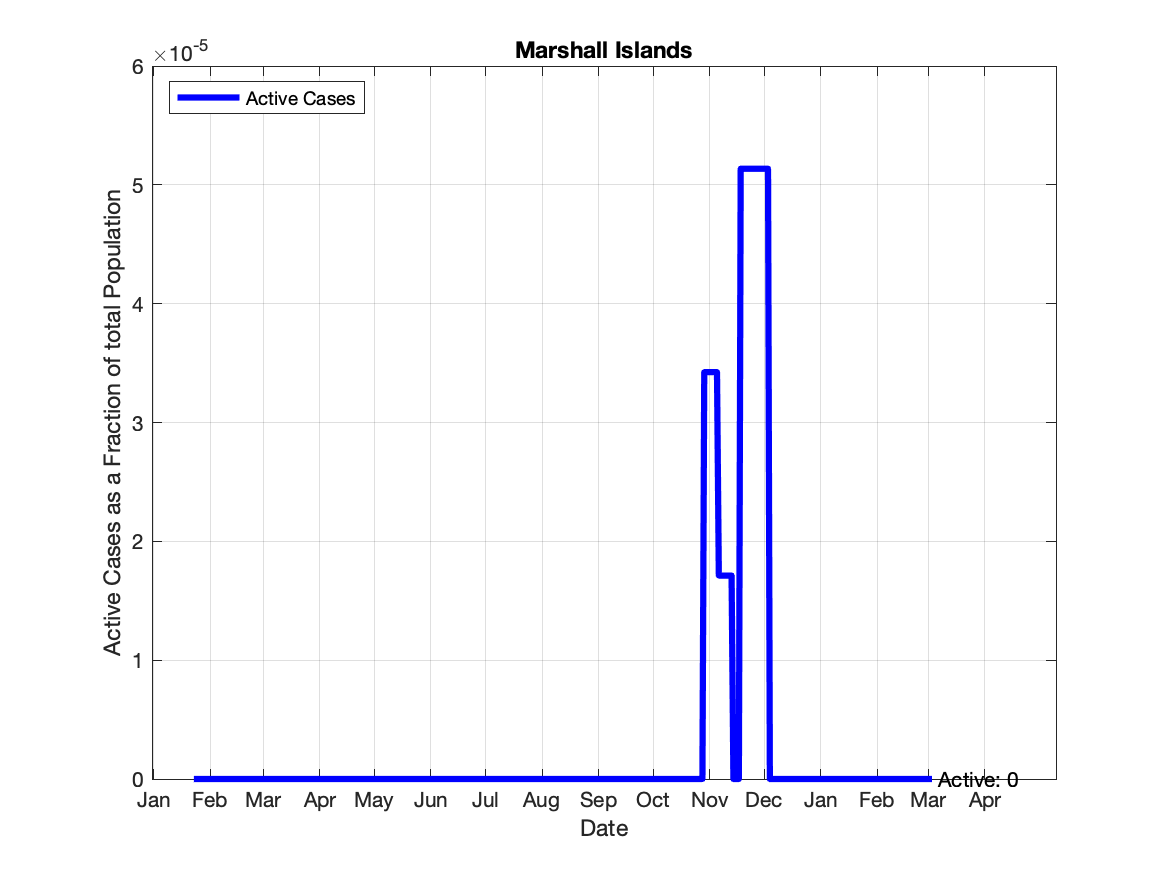 Marshall Islands
×10-5
Active Cases
6
5
4
3
2
1
0
Active Cases as a Fraction of total Population
Active: 0
Jan Feb Mar Apr May Jun Jul Aug Sep Oct Nov Dec Jan Feb Mar Apr
Date